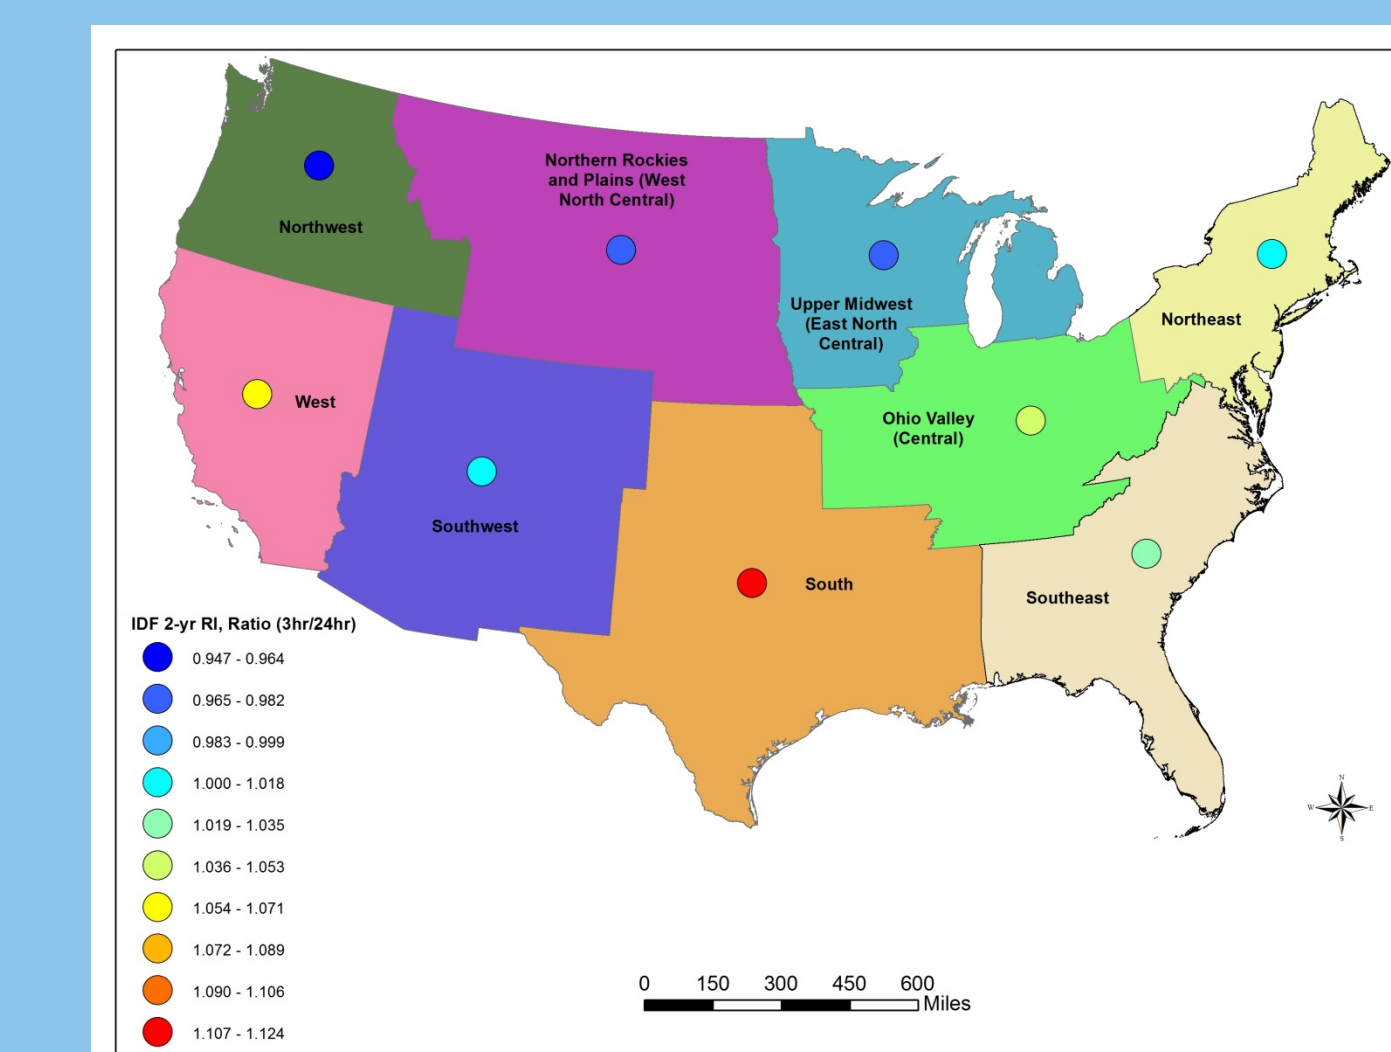 Northern Rockies
and Plains (West
North Central)
Northwest
Upper Midwest
(East North
Central)
Northeast
West
Ohio Valley
(Central)
Southwest
South
Southeast
IDF 2-yr RI, Ratio (3hr/24hr)
0.947 - 0.964
0.965 - 0.982
0.983 - 0.999
1.000 - 1.018
1.019 - 1.035
1.036 - 1.053
1.054 - 1.071
1.072 - 1.089
1.090 - 1.106
1.107 - 1.124
N
W E
S
0 150 300 450 600
Miles